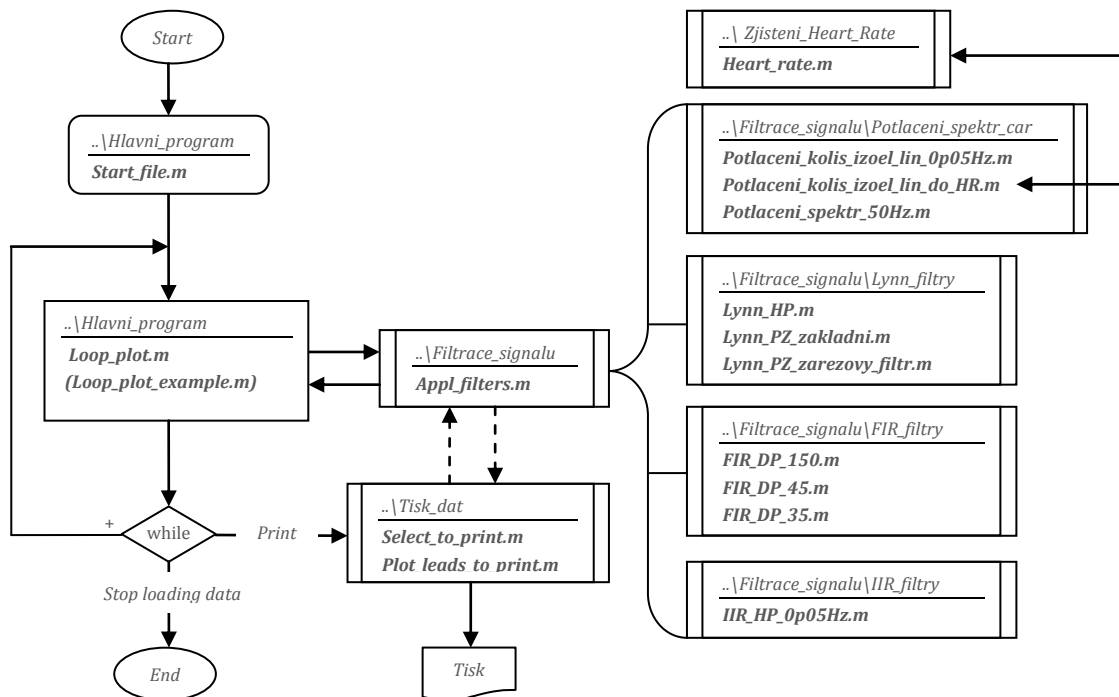 Start
..\Hlavni_program
Start_file.m
..\Hlavni_program
Loop_plot.m
(Loop_plot_example.m)
+
while
Print
Stop loading data
End
..\Filtrace_signalu
Appl_filters.m
..\Tisk_dat
Select_to_print.m
Plot_leads_to_print.m
Tisk
..\ Zjisteni_Heart_Rate
Heart_rate.m
..\Filtrace_signalu\Potlaceni_spektr_car
Potlaceni_kolis_izoel_lin_0p05Hz.m
Potlaceni_kolis_izoel_lin_do_HR.m
Potlaceni_spektr_50Hz.m
..\Filtrace_signalu\Lynn_filtry
Lynn_HP.m
Lynn_PZ_zakladni.m
Lynn_PZ_zarezovy_filtr.m
..\Filtrace_signalu\FIR_filtry
FIR_DP_150.m
FIR_DP_45.m
FIR_DP_35.m
..\Filtrace_signalu\IIR_filtry
IIR_HP_0p05Hz.m